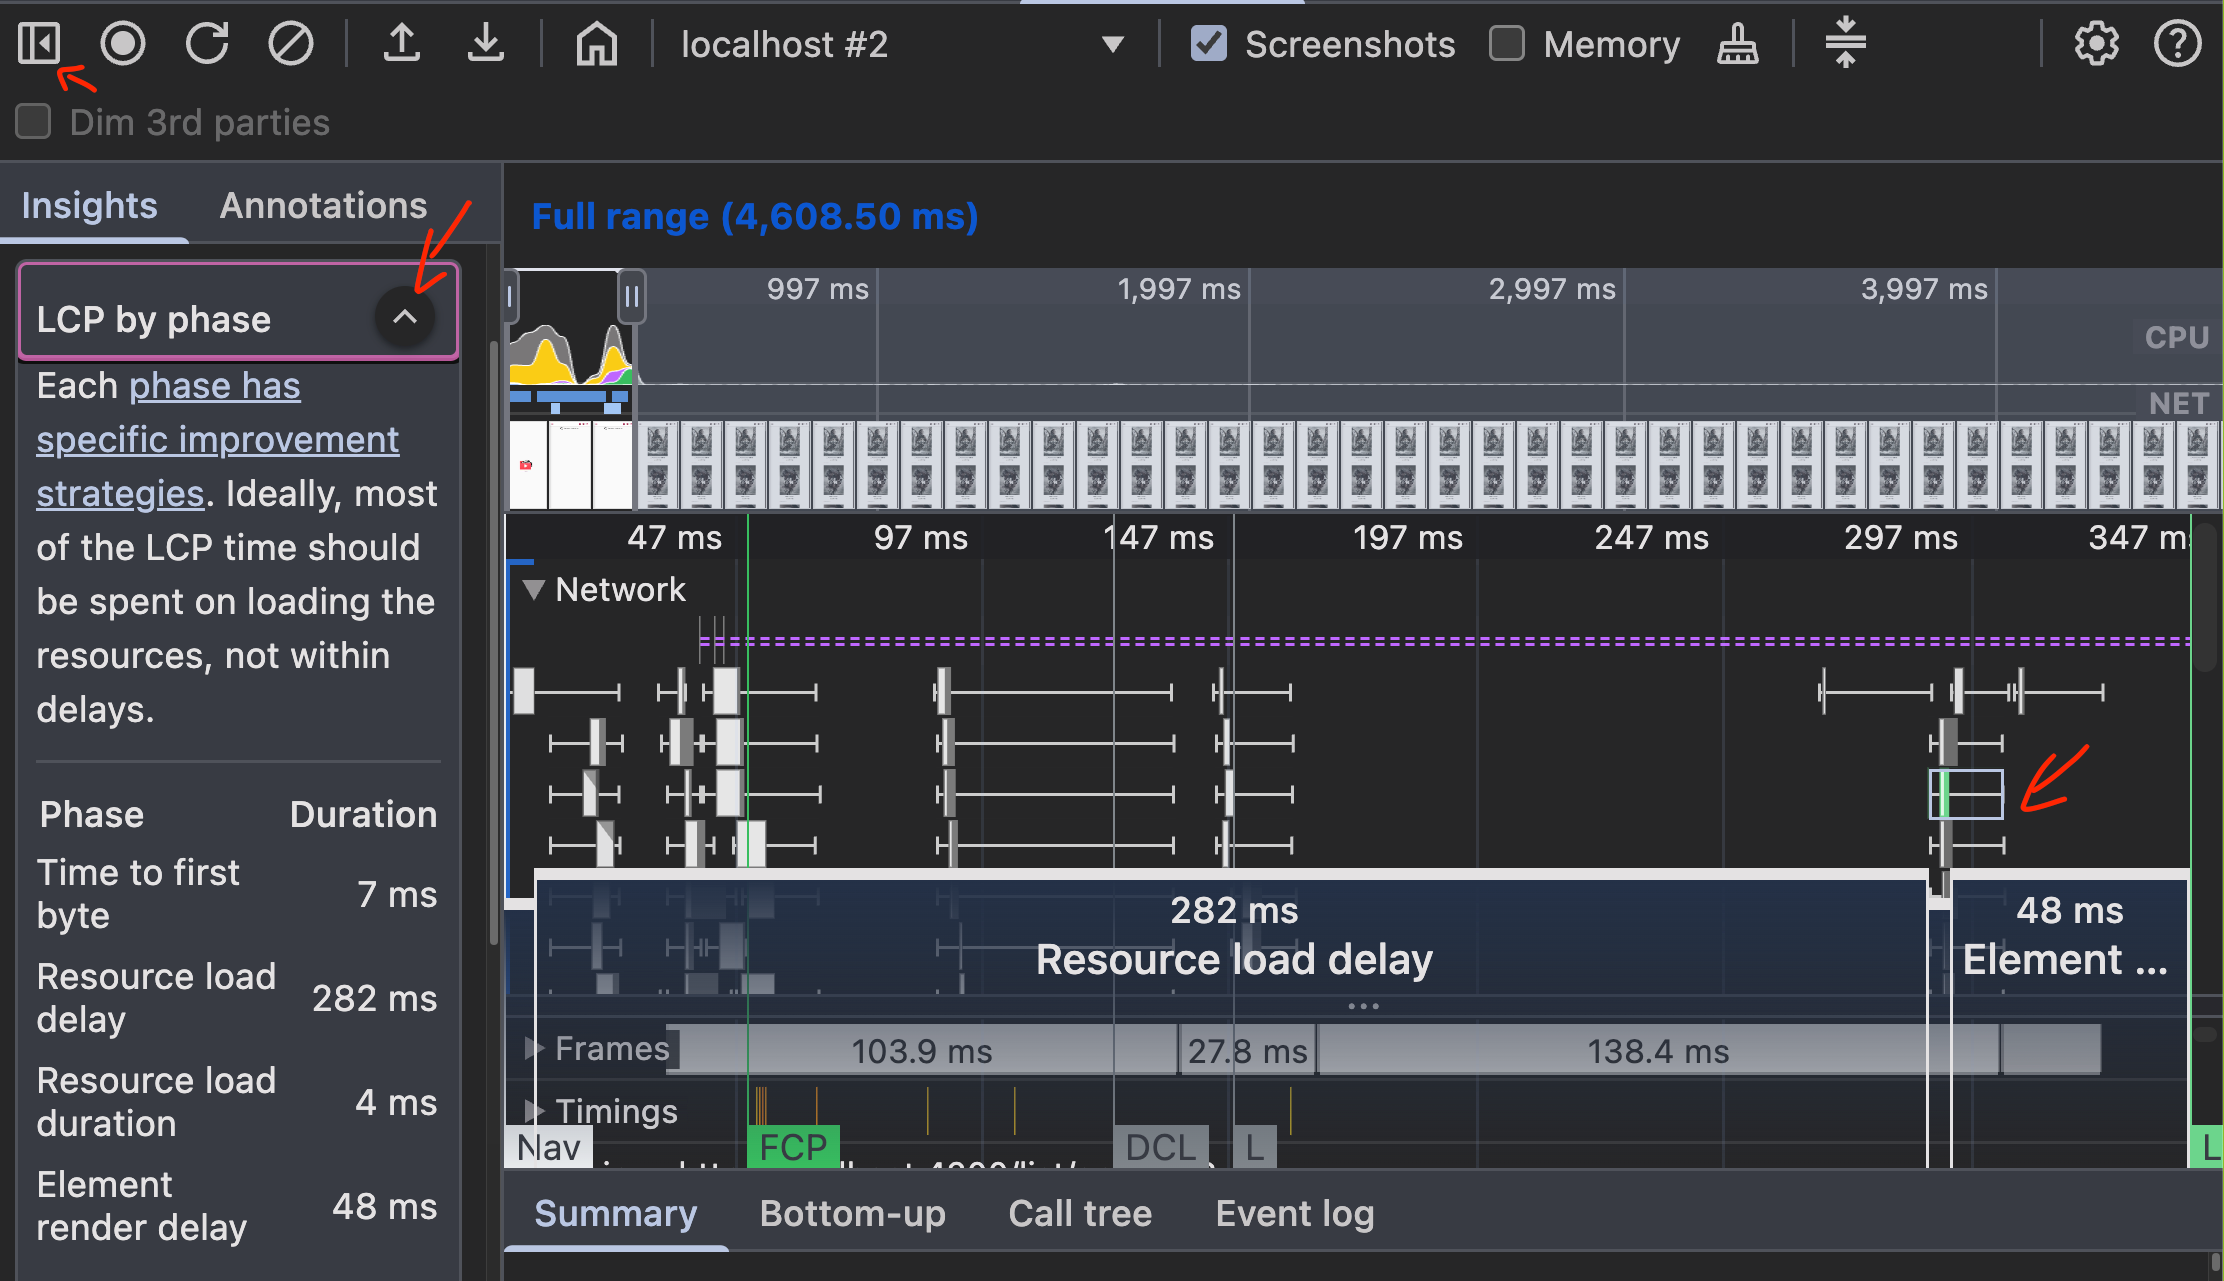 localhost #2
Screenshots
Memory
Dim 3rd parties
Insights
Annotations
LCP by phase
Each phase has
specific improvement
strategies. Ideally, most
of the LCP time should
be spent on loading the
resources, not within
delays.
Phase Duration
Time to first
byte
7 ms
Resource load
delay
282 ms
Resource load
duration
4 ms
Element
render delay
48 ms
Full range (4,608.50 ms)
997 ms 1,997 ms 2,997 ms 3,997 ms
CPU
NET
47 ms 97 ms 147 ms 197 ms 247 ms 297 ms 347 m
Network
282 ms
Resource load delay
48 ms
Element ...
Frames 103.9 ms 27.8 ms 138.4 ms
Timings
Nav FCP DCL L L
Summary Bottom-up Call tree Event log